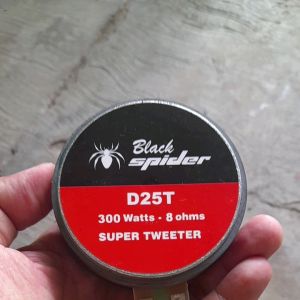 Black
spider
D25T
300 Watts - 8 ohms
SUPER TWEETER